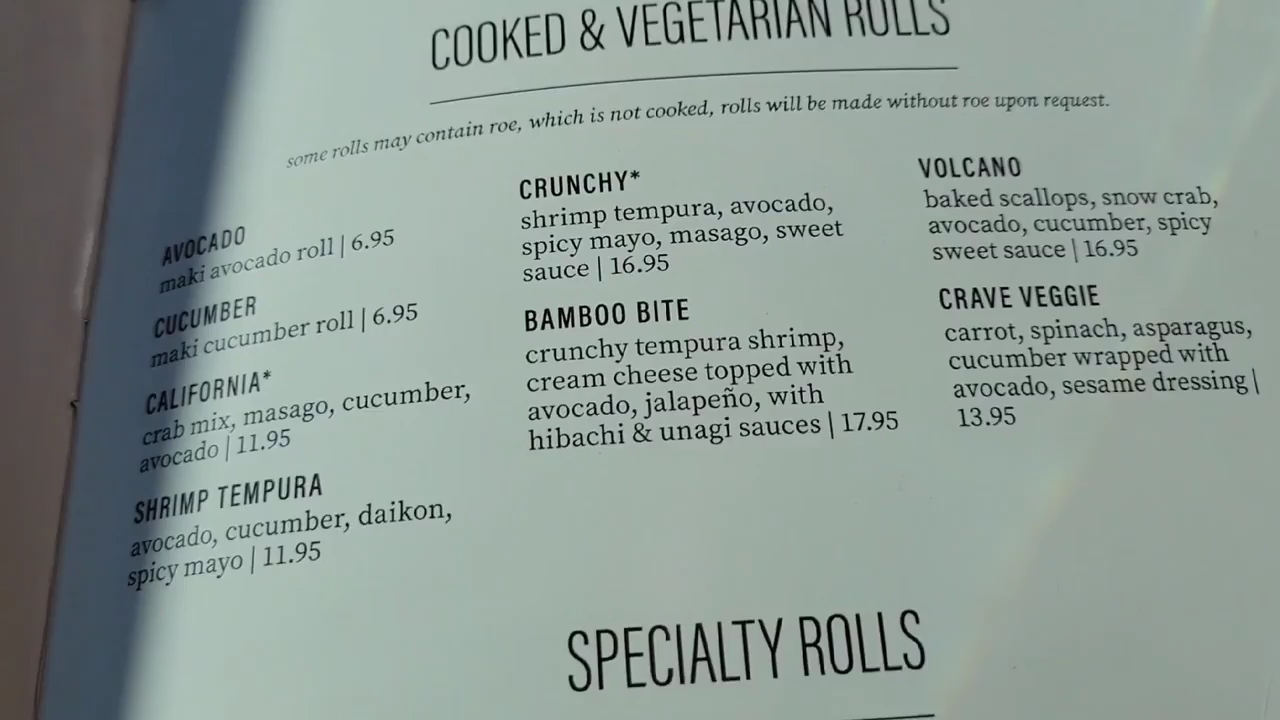 COOKED & VEGETARIAN ROLLS
some rolls may contain roe, which is not cooked, rolls will be made without roe upon request.
AVOCADO
maki avocado roll | 6.95
CUCUMBER
maki cucumber roll | 6.95
CALIFORNIA*
crab mix, masago, cucumber,
avocado | 11.95
SHRIMP TEMPURA
avocado, cucumber, daikon,
spicy mayo | 11.95
CRUNCHY*
shrimp tempura, avocado,
spicy mayo, masago, sweet
sauce | 16.95
BAMBOO BITE
crunchy tempura shrimp,
cream cheese topped with
avocado, jalapeño, with
hibachi & unagi sauces | 17.95
VOLCANO
baked scallops, snow crab,
avocado, cucumber, spicy
sweet sauce | 16.95
CRAVE VEGGIE
carrot, spinach, asparagus,
cucumber wrapped with
avocado, sesame dressing |
13.95
SPECIALTY ROLLS